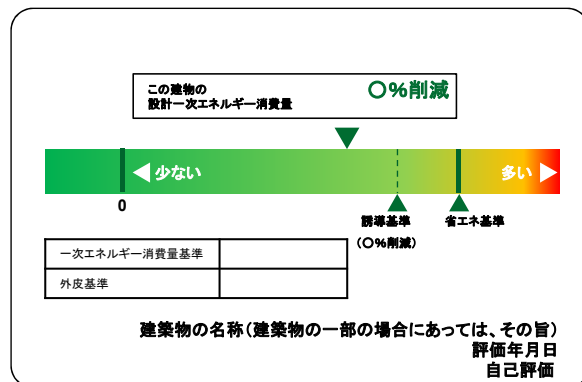 この建物の
設計一次エネルギー消費量
〇%削減
少ない
多い
0
誘導基準
(〇%削減)
省エネ基準
一次エネルギー消費量基準
外皮基準
建築物の名称(建築物の一部の場合にあっては、その旨)
評価年月日
自己評価